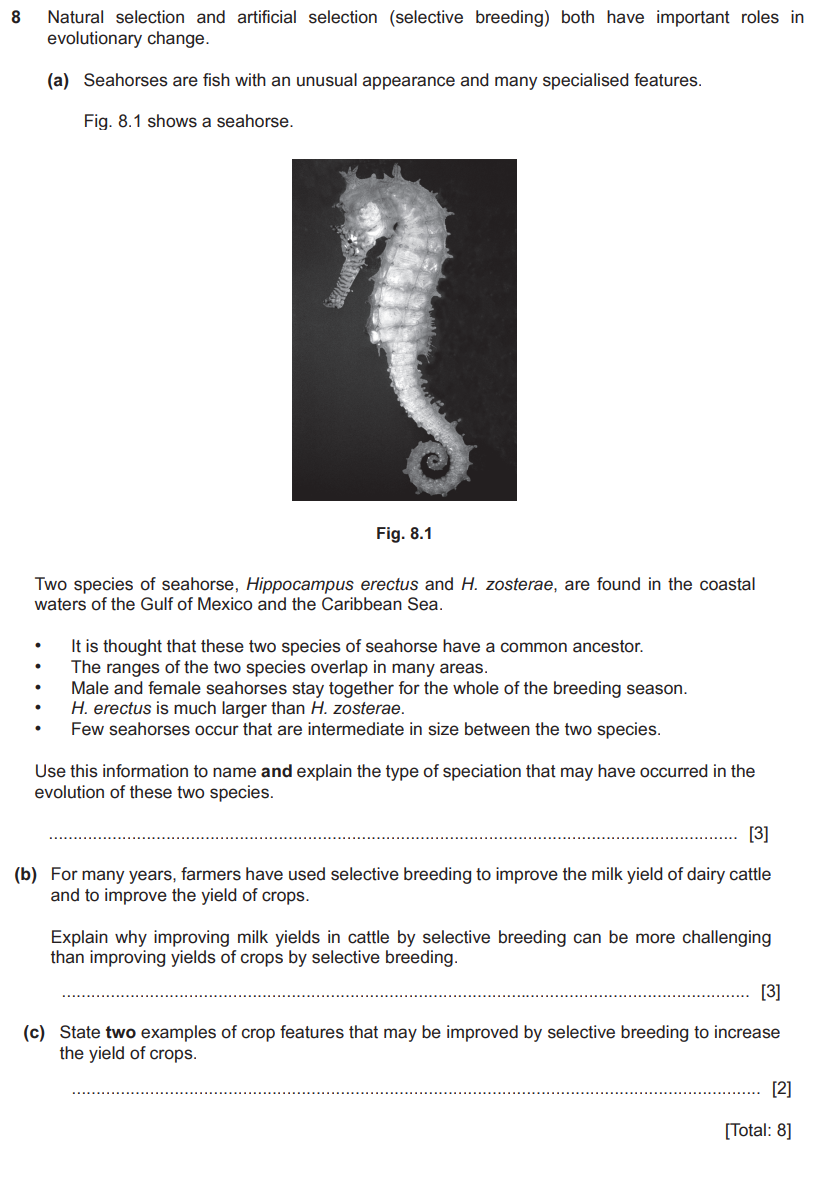 8 Natural selection and artificial selection (selective breeding) both have important roles in
evolutionary change.
(a) Seahorses are fish with an unusual appearance and many specialised features.
Fig. 8.1 shows a seahorse.
Fig. 8.1
Two species of seahorse, Hippocampus erectus and H. zosterae, are found in the coastal
waters of the Gulf of Mexico and the Caribbean Sea.
• It is thought that these two species of seahorse have a common ancestor.
• The ranges of the two species overlap in many areas.
• Male and female seahorses stay together for the whole of the breeding season.
• H. erectus is much larger than H. zosterae.
• Few seahorses occur that are intermediate in size between the two species.
Use this information to name and explain the type of speciation that may have occurred in the
evolution of these two species.
.......................................................................................................................................... [3]
(b) For many years, farmers have used selective breeding to improve the milk yield of dairy cattle
and to improve the yield of crops.
Explain why improving milk yields in cattle by selective breeding can be more challenging
than improving yields of crops by selective breeding.
.......................................................................................................................................... [3]
(c) State two examples of crop features that may be improved by selective breeding to increase
the yield of crops.
.......................................................................................................................................... [2]
[Total: 8]